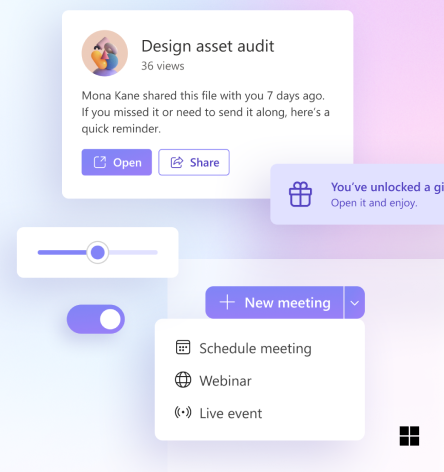 Design asset audit
36 views
Mona Kane shared this file with you 7 days ago.
If you missed it or need to send it along, here's a
quick reminder.
Open
Share
You've unlocked a
Open it and enjoy.
New meeting
Schedule meeting
Webinar
Live event